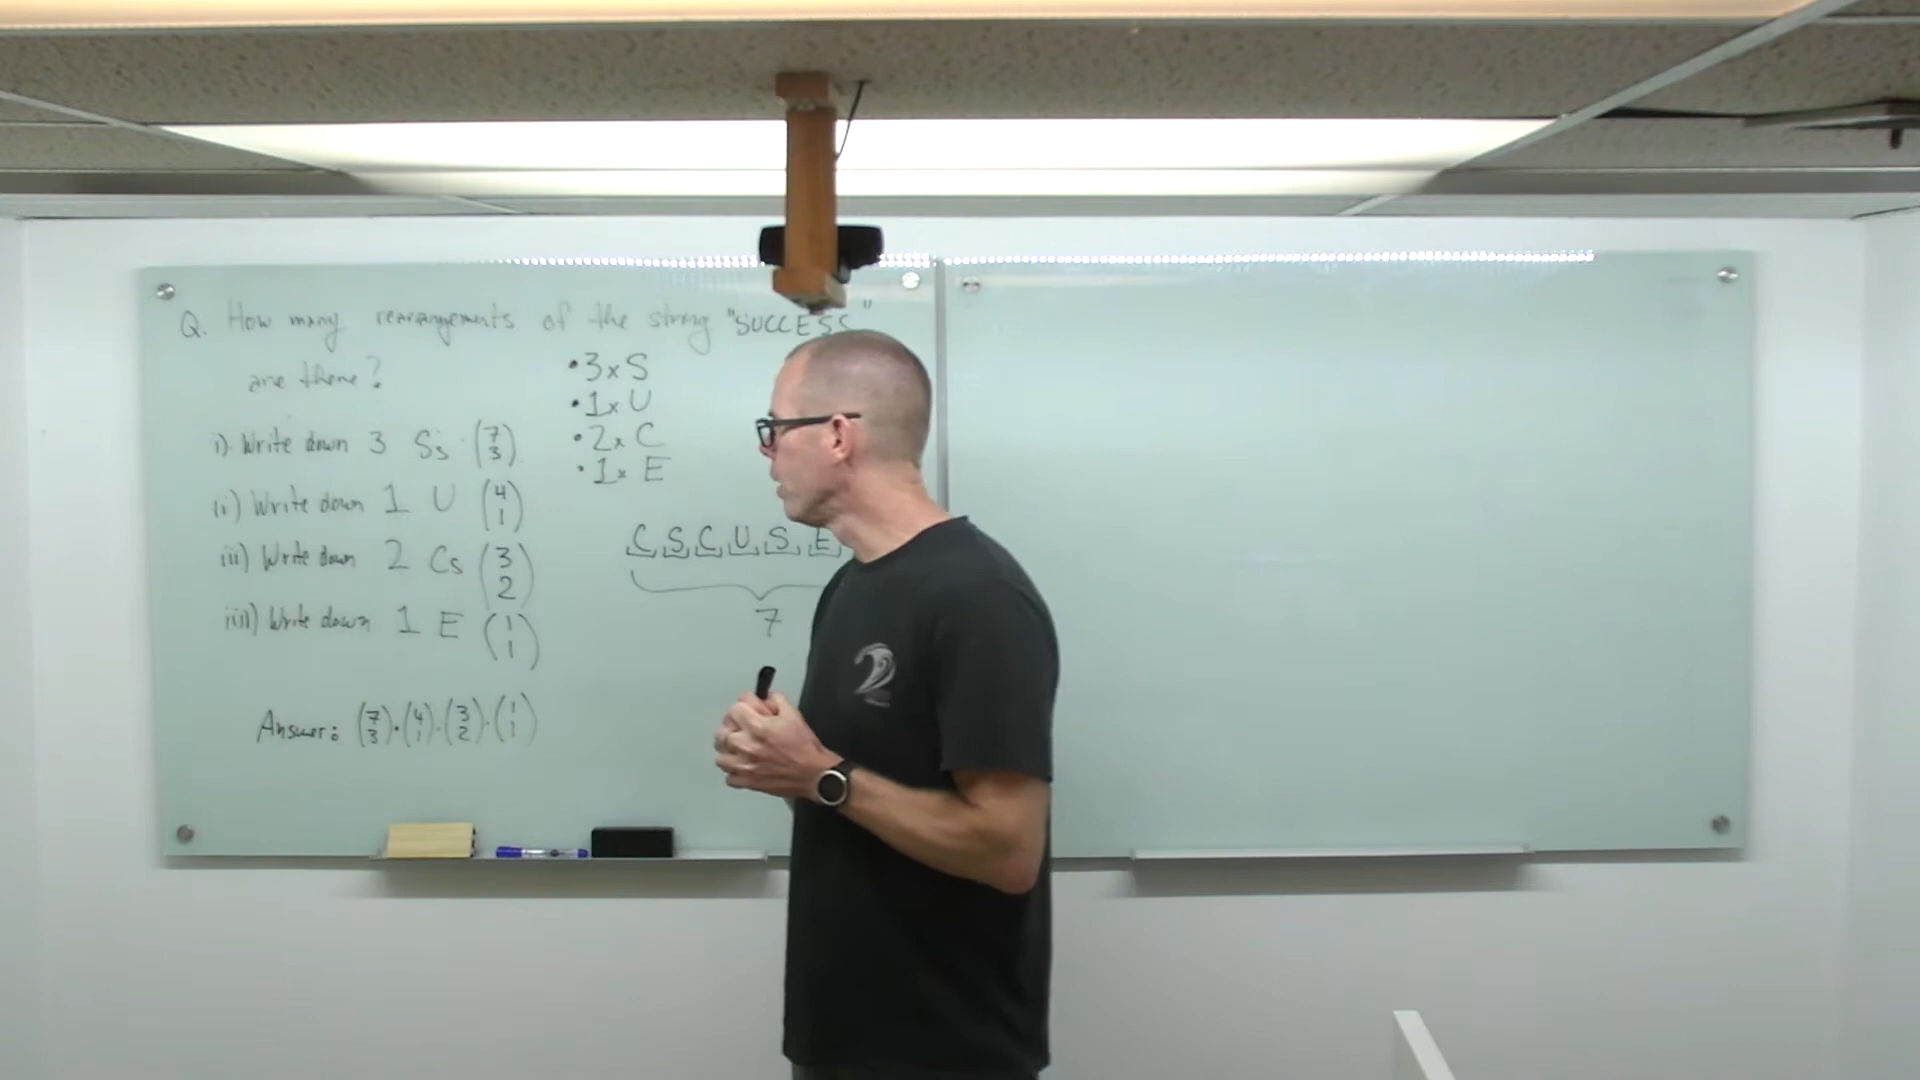 Q. How many rearrangements of the string "SUCCESS"
are there?
• 3 x S
• 1 x U
• 2 x C
• 1 x E
i) Write down 3 Ss (7 3)
ii) Write down 1 U (4 1)
iii) Write down 2 Cs (3 2)
iiii) Write down 1 E (1 1)
C S C U S E
7
Answer: (7 3)·(4 1)·(3 2)·(1 1)